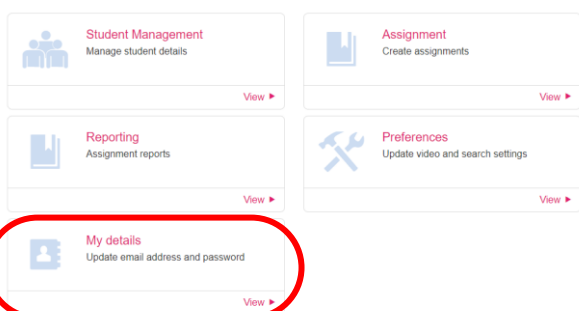 Student Management
Manage student details
View ►
Assignment
Create assignments
View ►
Reporting
Assignment reports
View ►
Preferences
Update video and search settings
View ►
My details
Update email address and password
View ►